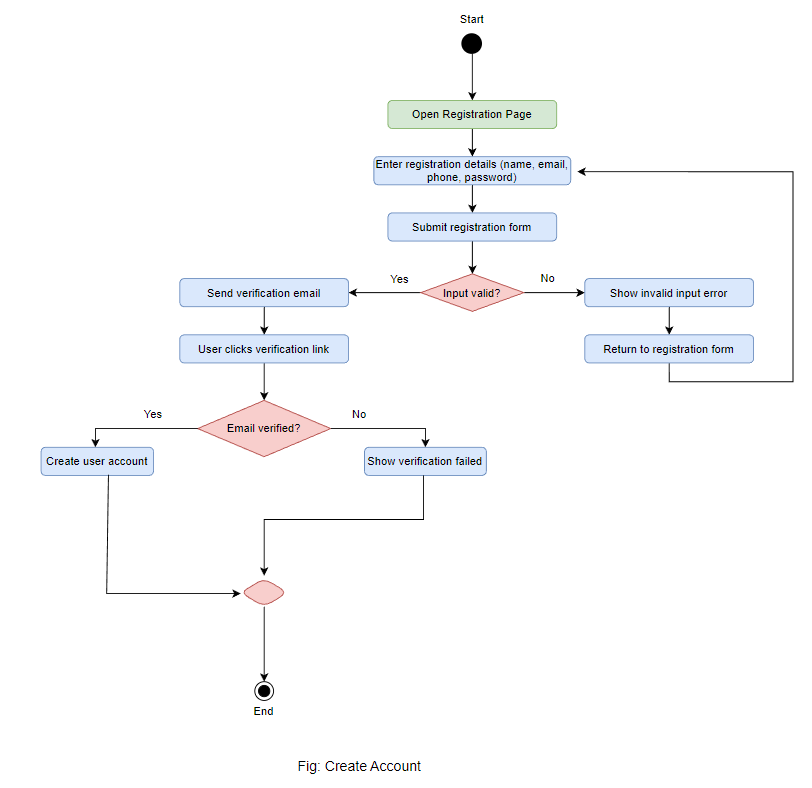 Start
Open Registration Page
Enter registration details (name, email,
phone, password)
Submit registration form
Yes
Input valid?
No
Send verification email
Show invalid input error
User clicks verification link
Return to registration form
Yes
Email verified?
No
Create user account
Show verification failed
End
Fig: Create Account